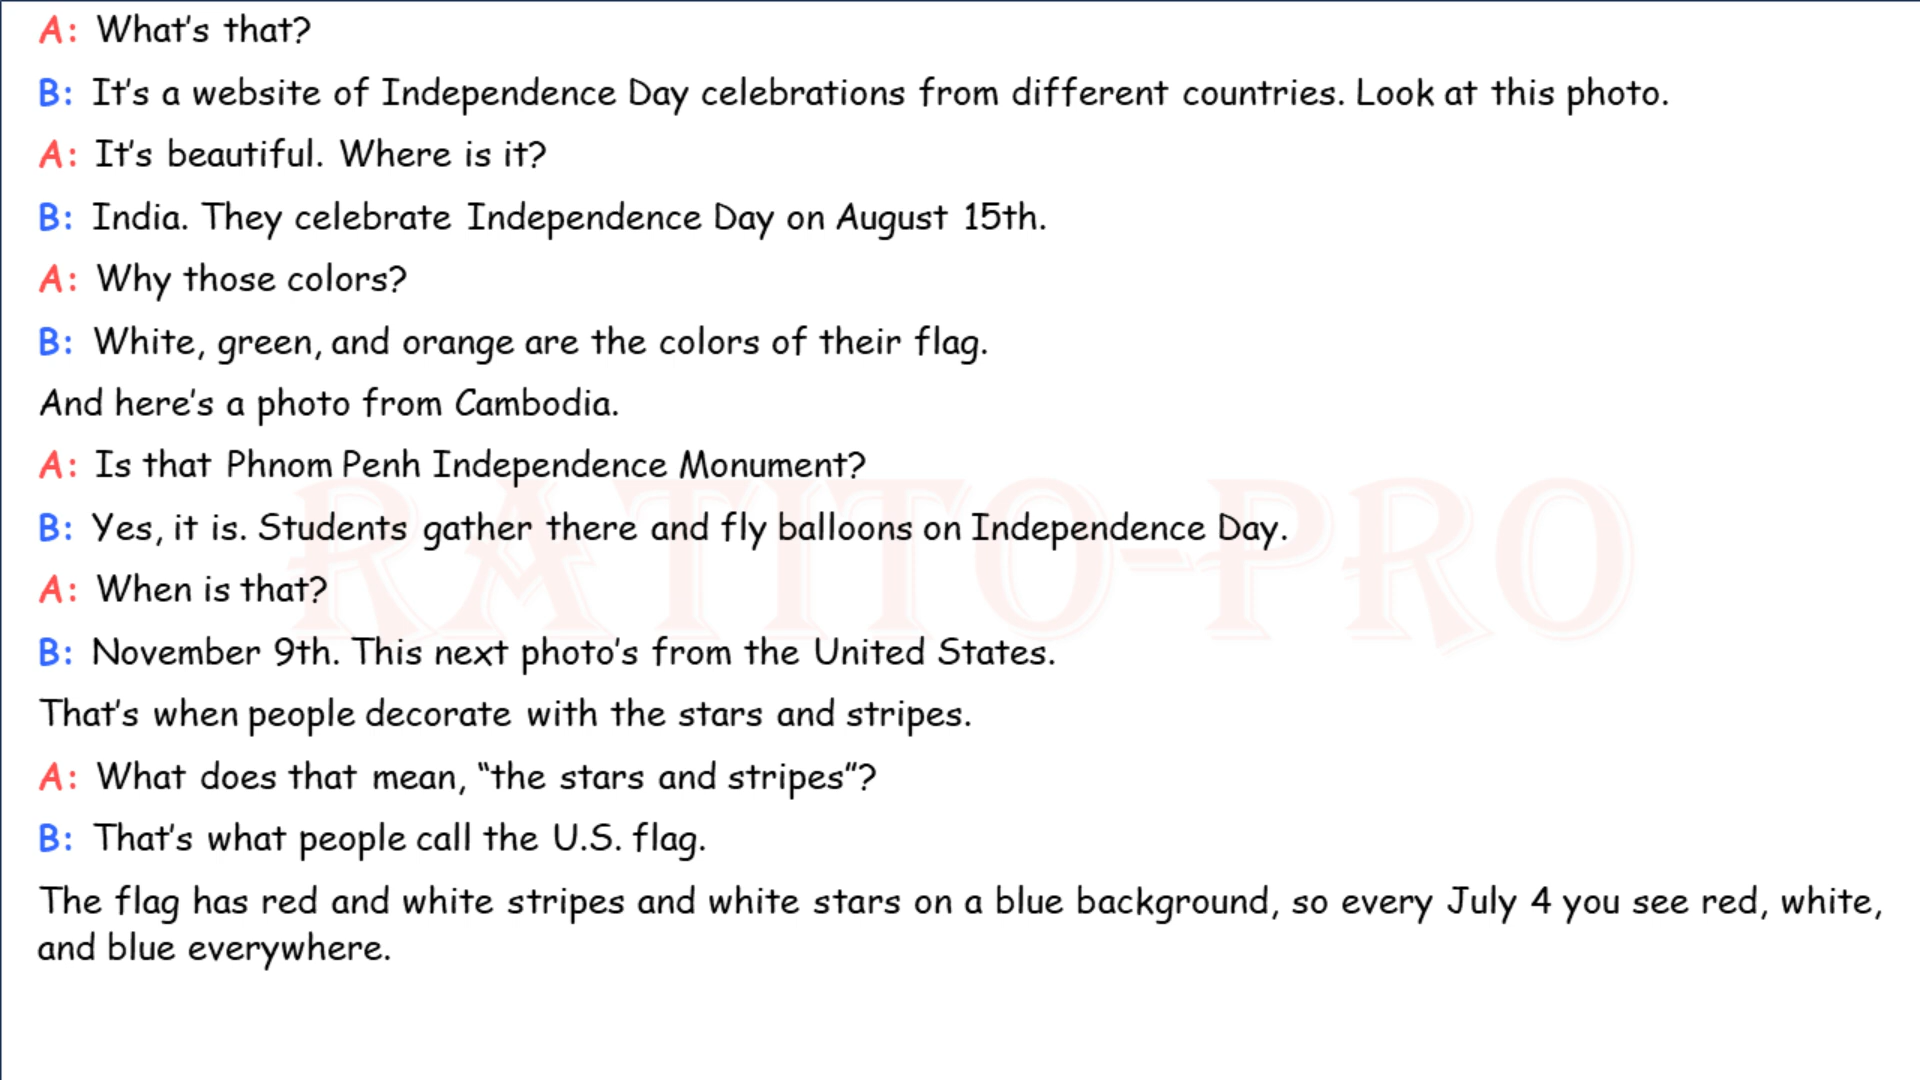 A: What's that?
B: It's a website of Independence Day celebrations from different countries. Look at this photo.
A: It's beautiful. Where is it?
B: India. They celebrate Independence Day on August 15th.
A: Why those colors?
B: White, green, and orange are the colors of their flag.
And here's a photo from Cambodia.
A: Is that Phnom Penh Independence Monument?
B: Yes, it is. Students gather there and fly balloons on Independence Day.
RATITO-PRO
A: When is that?
B: November 9th. This next photo's from the United States.
That's when people decorate with the stars and stripes.
A: What does that mean, “the stars and stripes”?
B: That's what people call the U.S. flag.
The flag has red and white stripes and white stars on a blue background, so every July 4 you see red, white,
and blue everywhere.